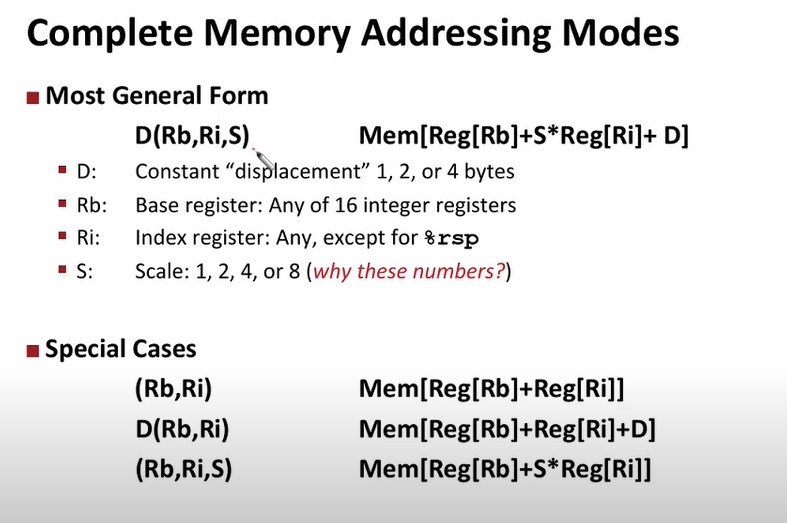 Complete Memory Addressing Modes
Most General Form
D(Rb,Ri,S) Mem[Reg[Rb]+S*Reg[Ri]+ D]
D: Constant “displacement” 1, 2, or 4 bytes
Rb: Base register: Any of 16 integer registers
Ri: Index register: Any, except for %rsp
S: Scale: 1, 2, 4, or 8 (why these numbers?)
Special Cases
(Rb,Ri) Mem[Reg[Rb]+Reg[Ri]]
D(Rb,Ri) Mem[Reg[Rb]+Reg[Ri]+D]
(Rb,Ri,S) Mem[Reg[Rb]+S*Reg[Ri]]